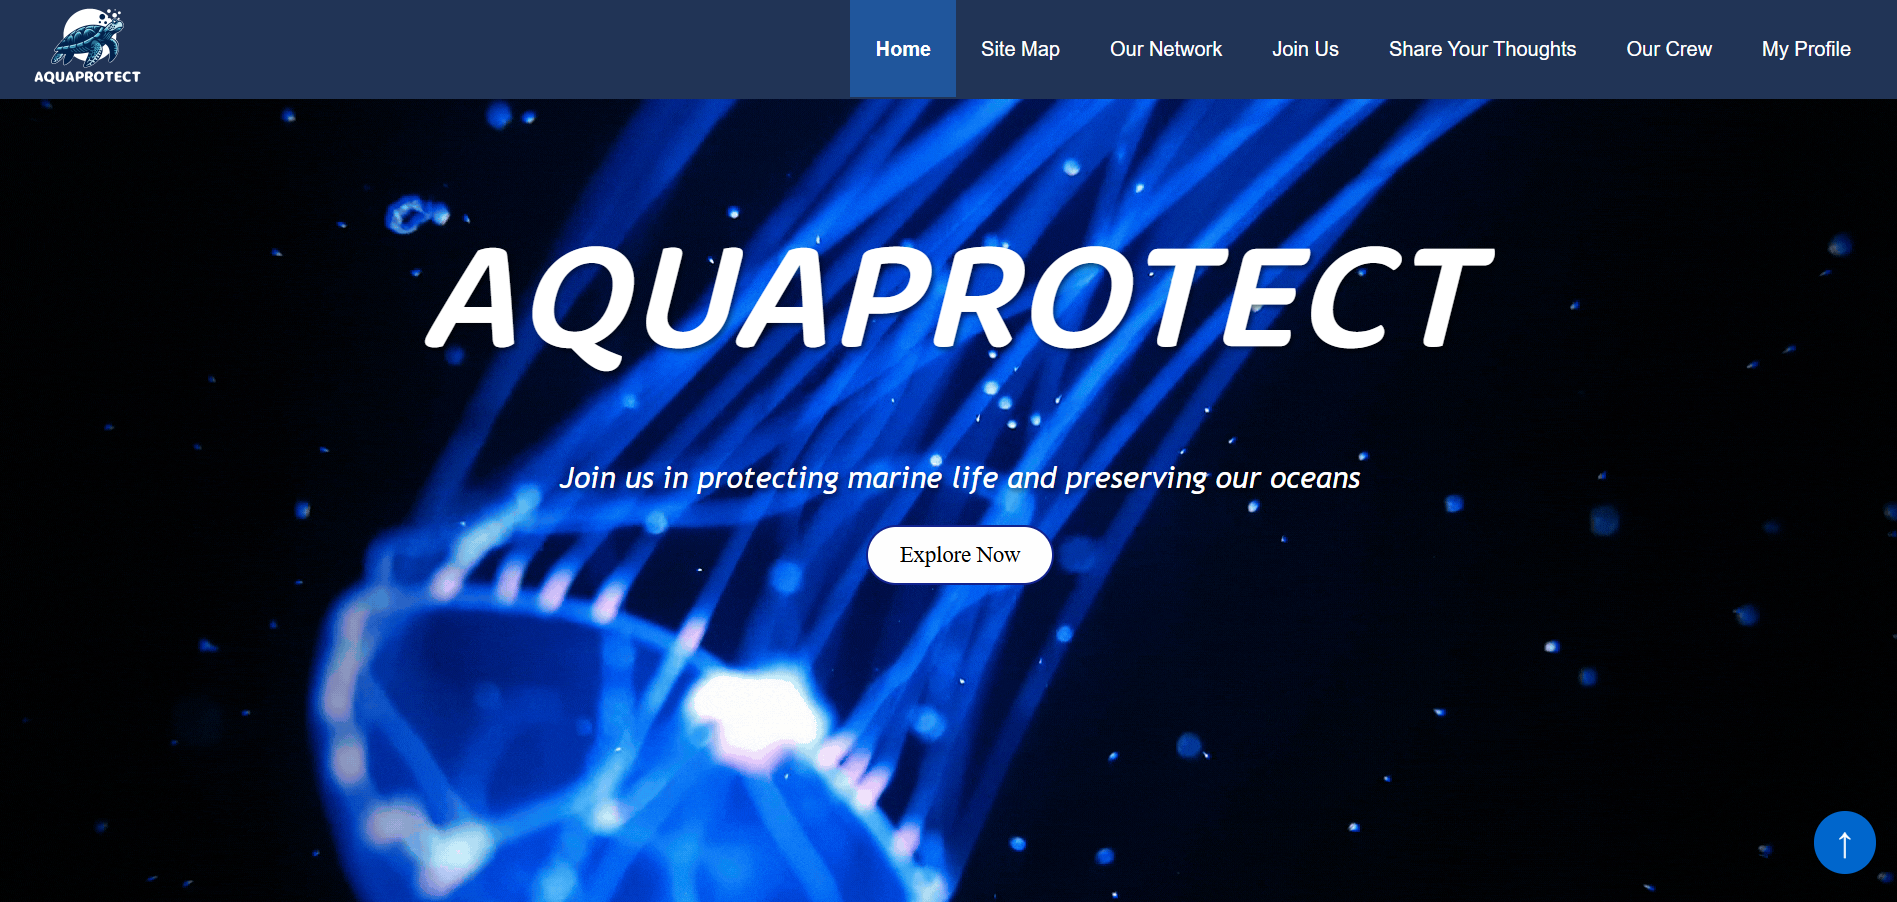 AQUAPROTECT
Home Site Map Our Network Join Us Share Your Thoughts Our Crew My Profile
AQUAPROTECT
Join us in protecting marine life and preserving our oceans
Explore Now
↑